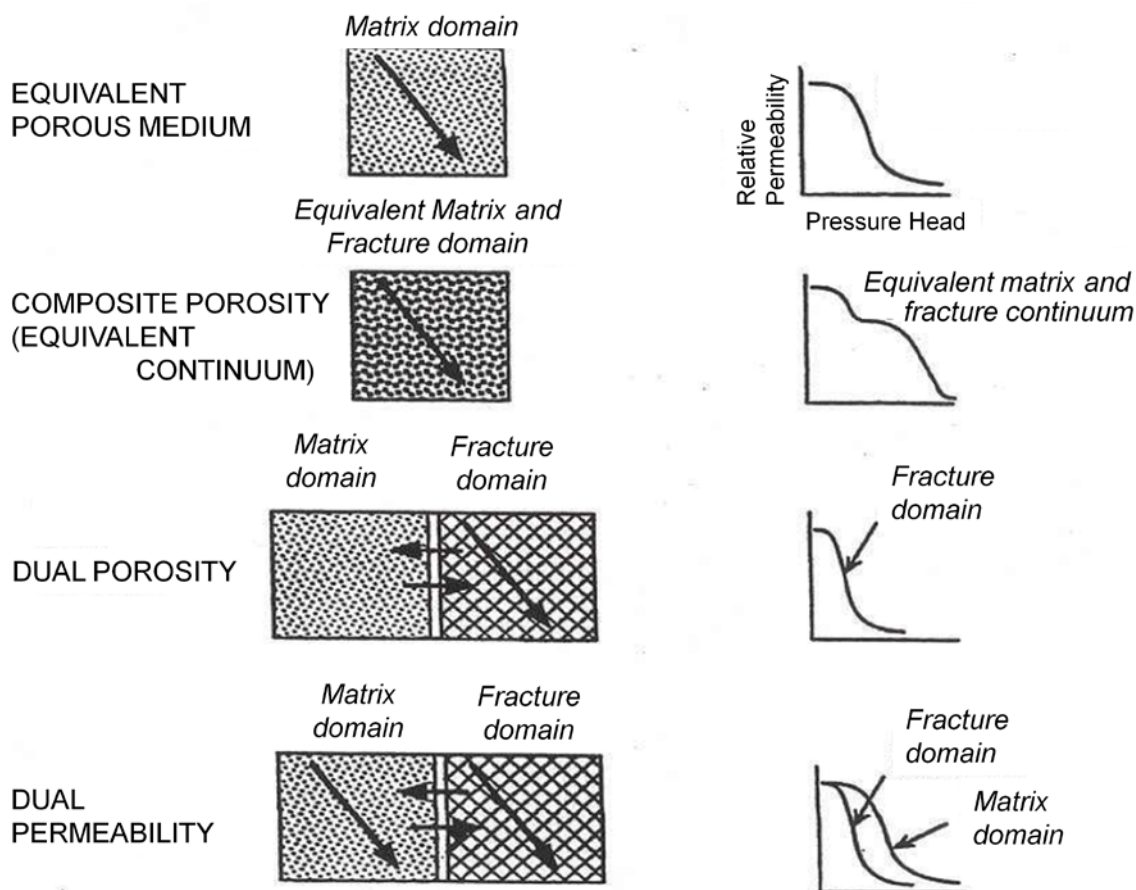 Matrix domain
EQUIVALENT
POROUS MEDIUM
Relative
Permeability
Pressure Head
Equivalent Matrix and
Fracture domain
COMPOSITE POROSITY
(EQUIVALENT
CONTINUUM)
Equivalent matrix and
fracture continuum
Matrix
domain
Fracture
domain
DUAL POROSITY
Fracture
domain
Matrix
domain
Fracture
domain
DUAL
PERMEABILITY
Fracture
domain
Matrix
domain